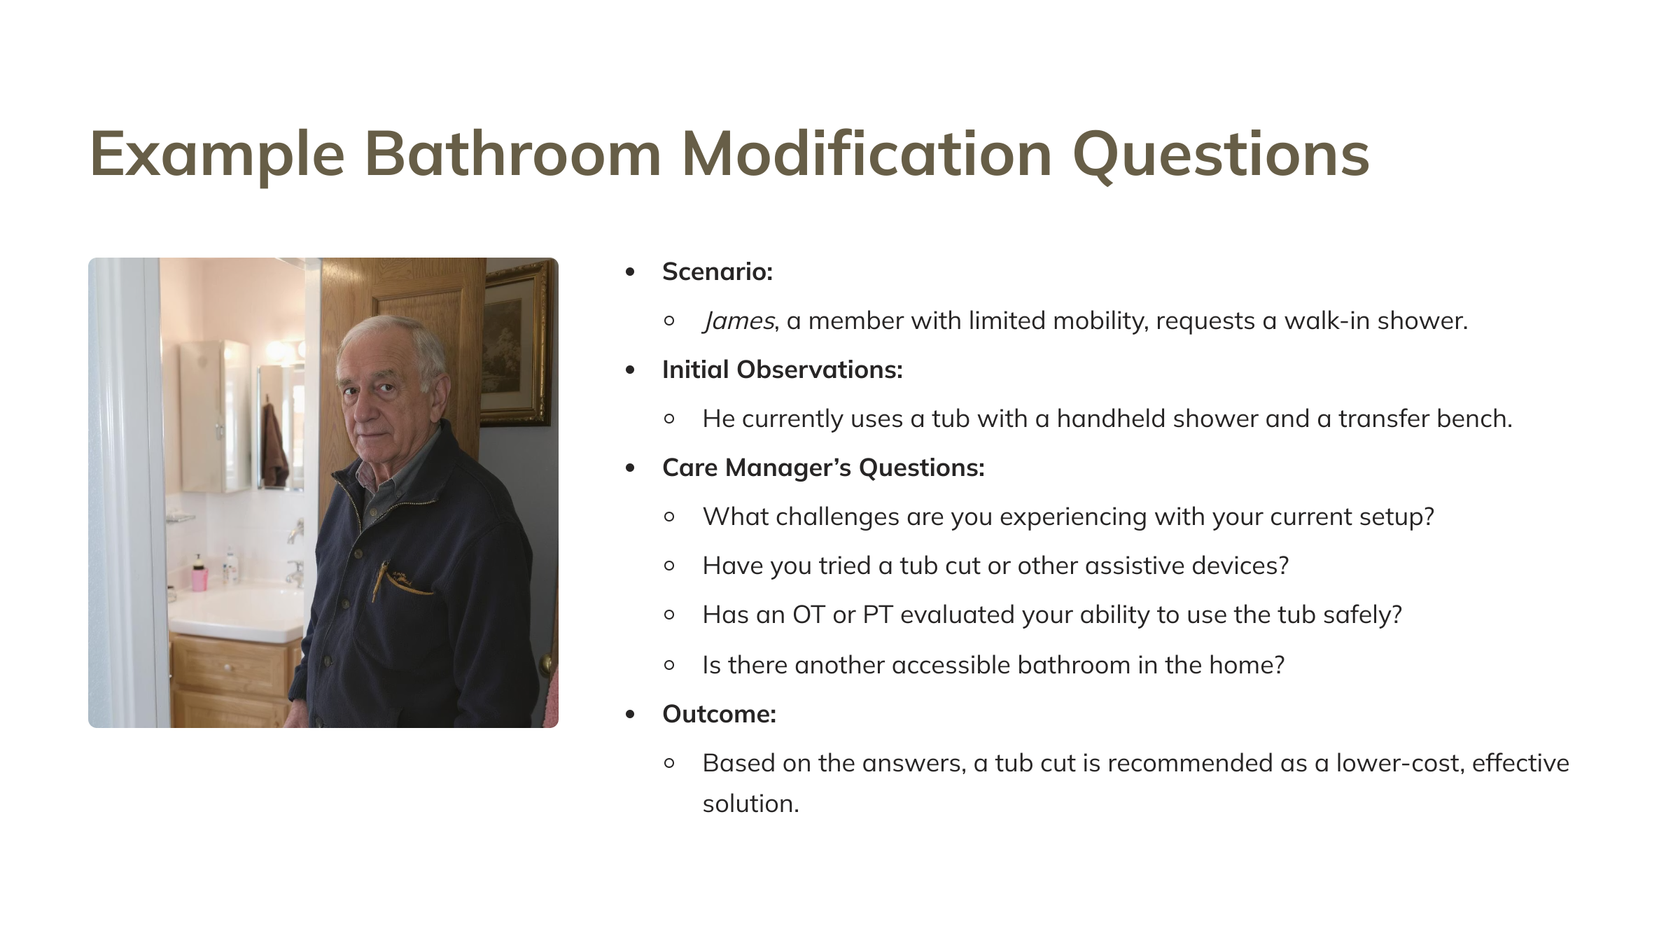 Example Bathroom Modification Questions
• Scenario:
○ James, a member with limited mobility, requests a walk-in shower.
• Initial Observations:
○ He currently uses a tub with a handheld shower and a transfer bench.
• Care Manager’s Questions:
○ What challenges are you experiencing with your current setup?
○ Have you tried a tub cut or other assistive devices?
○ Has an OT or PT evaluated your ability to use the tub safely?
○ Is there another accessible bathroom in the home?
• Outcome:
○ Based on the answers, a tub cut is recommended as a lower-cost, effective
solution.